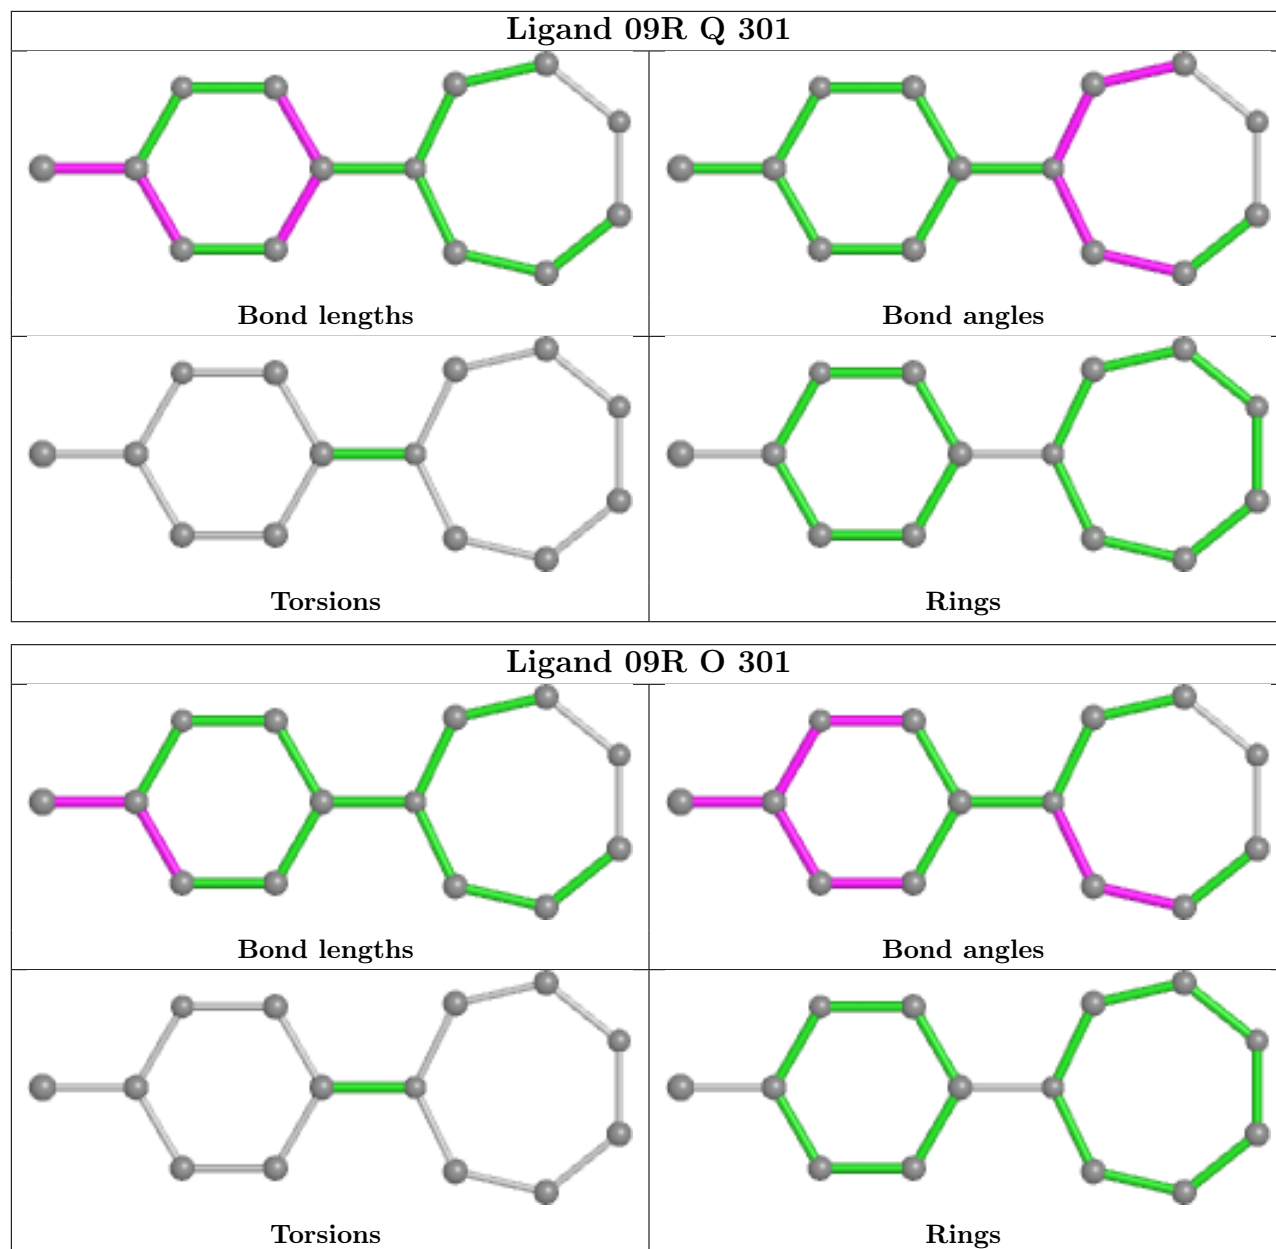 Ligand 09R Q 301
Bond lengths
Bond angles
Torsions
Rings
Ligand 09R O 301
Bond lengths
Bond angles
Torsions
Rings